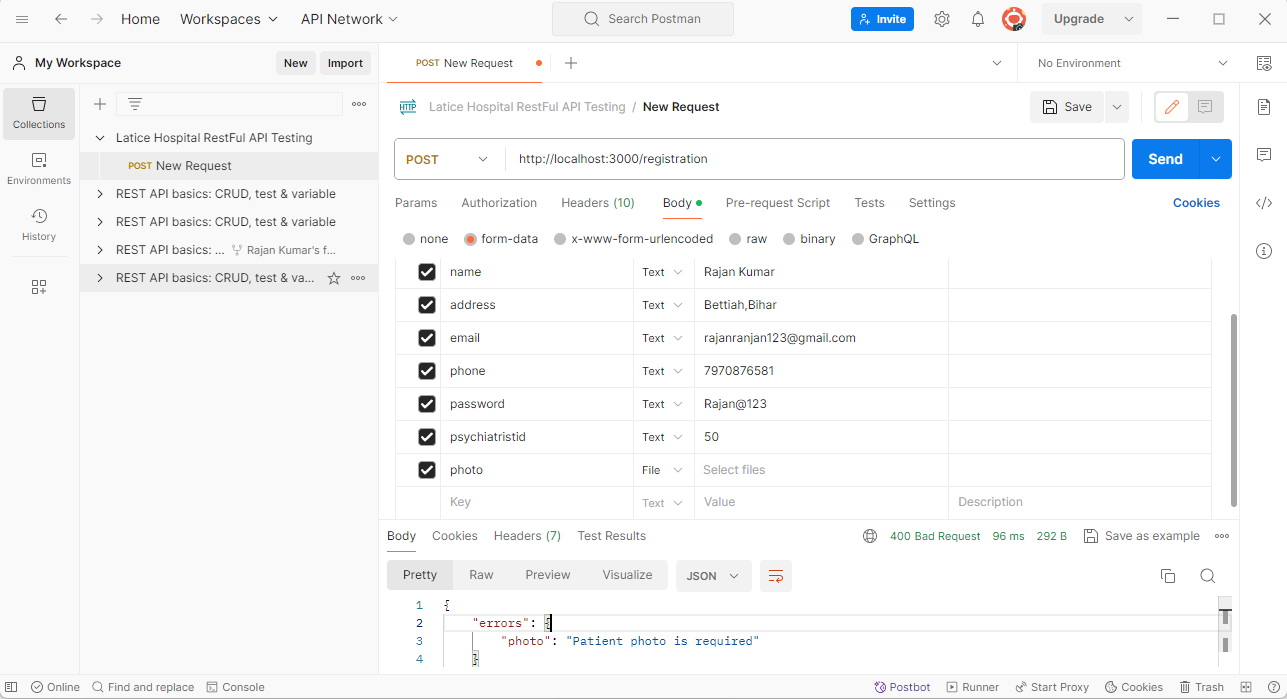 Home Workspaces API Network Search Postman Invite Upgrade
My Workspace New Import POST New Request No Environment
Collections
Environments
History
Latice Hospital RestFul API Testing
POST New Request
REST API basics: CRUD, test & variable
REST API basics: CRUD, test & variable
REST API basics: ... Rajan Kumar's f...
REST API basics: CRUD, test & va...
HTTP Latice Hospital RestFul API Testing / New Request Save
POST http://localhost:3000/registration Send
Params Authorization Headers (10) Body Pre-request Script Tests Settings Cookies
none form-data x-www-form-urlencoded raw binary GraphQL
name Text Rajan Kumar
address Text Bettiah,Bihar
email Text rajanranjan123@gmail.com
phone Text 7970876581
password Text Rajan@123
psychiatristid Text 50
photo File Select files
Key Text Value Description
Body Cookies Headers (7) Test Results 400 Bad Request 96 ms 292 B Save as example
Pretty Raw Preview Visualize JSON
1 {
2 "errors": {
3 "photo": "Patient photo is required"
4 }
Online Find and replace Console Postbot Runner Start Proxy Cookies Trash